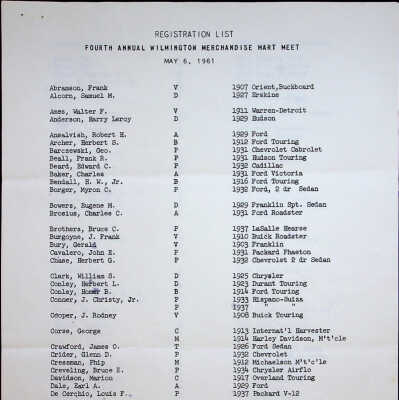 REGISTRATION LIST
FOURTH ANNUAL WILMINGTON MERCHANDISE MART MEET
MAY 6, 1961
Abramson, Frank V 1907 Orient,Buckboard
Alcorn, Samuel M. D 1927 Erskine
Ames, Walter F. V 1911 Warren-Detroit
Anderson, Harry Leroy D 1929 Hudson
Ansalvish, Robert H. A 1929 Ford
Archer, Herbert S. B 1912 Ford Touring
Barczewski, Geo. P 1931 Chevrolet Cabrolet
Beall, Frank R. P 1931 Hudson Touring
Beard, Edward C. P 1932 Cadillac
Baker, Charles A 1931 Ford Victoria
Bendall, H. W., Jr. B 1916 Ford Touring
Borger, Myron C. P 1932 Ford, 2 dr Sedan
Bowers, Eugene M. D 1929 Franklin Spt. Sedan
Brosius, Charles C. A 1931 Ford Roadster
Brothers, Bruce C. P 1937 LaSalle Hearse
Burgoyne, J. Frank V 1910 Buick Roadster
Bury, Gerald V 1903 Franklin
Cavalero, John E. P 1931 Packard Phaeton
Chase, Herbert G. P 1932 Chevrolet 2 dr Sedan
Clark, William S. D 1925 Chrysler
Conley, Herbert L. D 1923 Durant Touring
Conley, Homer B. B 1914 Ford Touring
Conner, J. Christy, Jr. P 1933 Hispano-Suiza
P 1937 " "
Cooper, J. Rodney V 1908 Buick Touring
Corse, George C 1913 Internat'l Harvester
M 1914 Harley Davidson, M't'cle
Crawford, James C. T 1926 Ford Sedan
Crider, Glenn D. P 1932 Chevrolet
Cressman, Phip M 1912 Michaelson M't'c'le
Creveling, Bruce E. P 1934 Chrysler Airflo
Davidson, Marion C 1917 Overland Touring
Dale, Earl A. A 1929 Ford
De Cerchio, Louis F. P 1937 Packard V-12